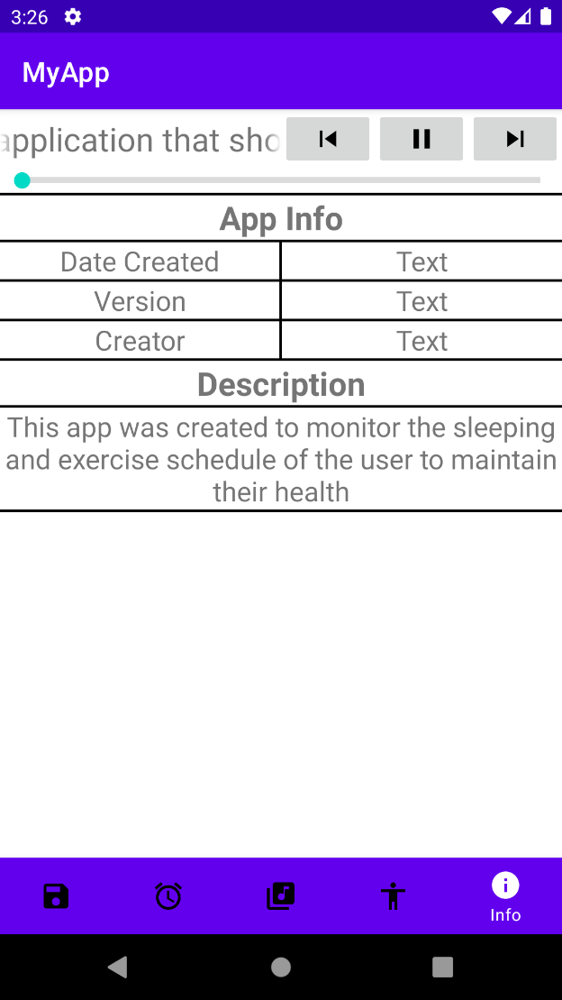 3:26
MyApp
application that sho
App Info
Date Created Text
Version Text
Creator Text
Description
This app was created to monitor the sleeping
and exercise schedule of the user to maintain
their health
Info